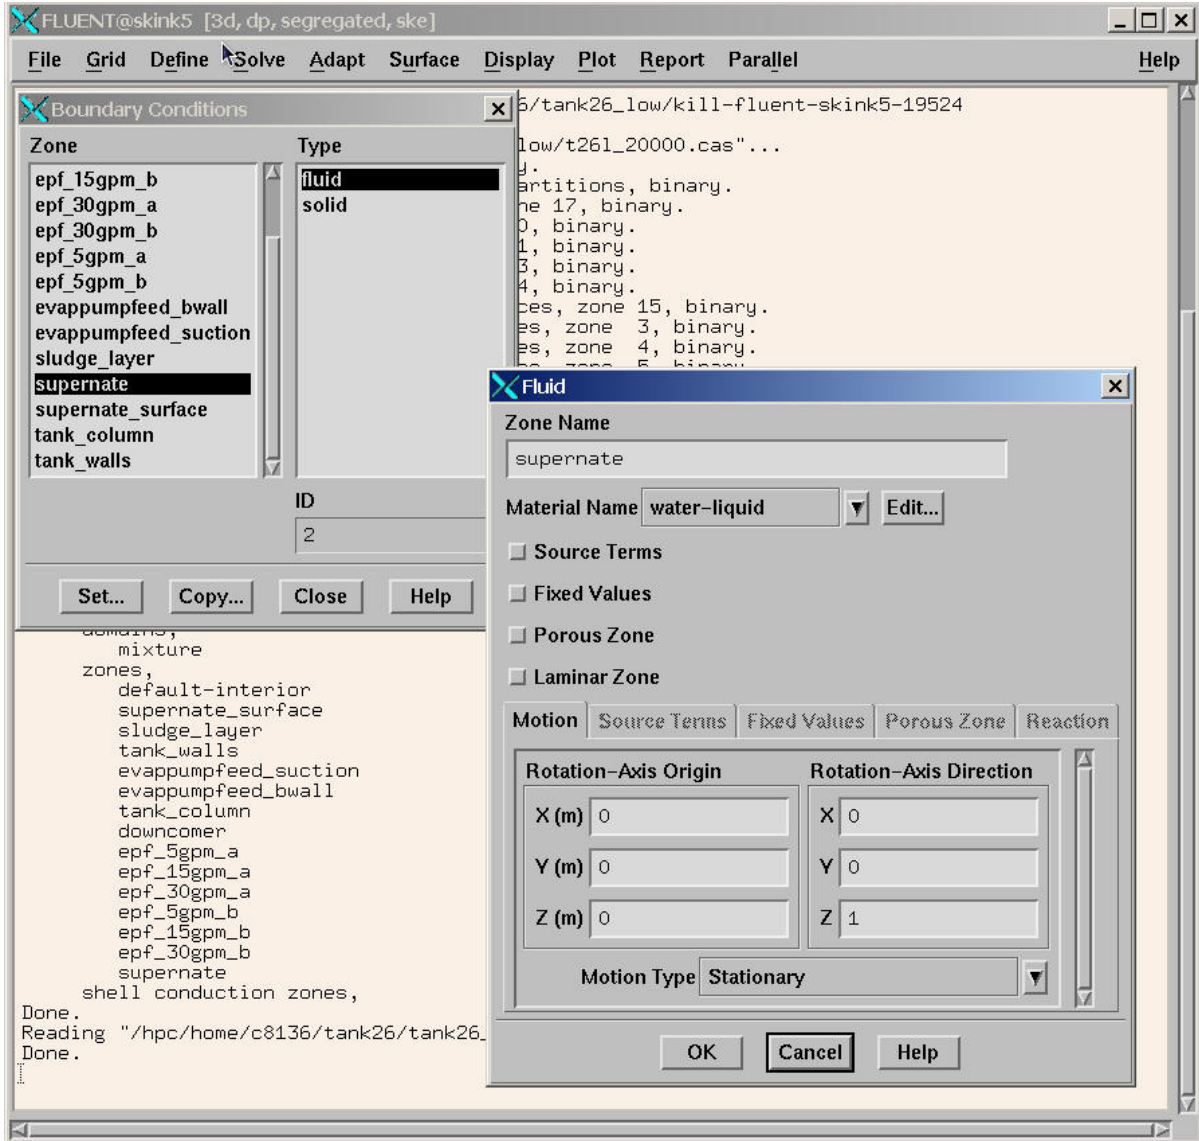 FLUENT@skink5 [3d, dp, segregated, ske]
File Grid Define Solve Adapt Surface Display Plot Report Parallel Help
Boundary Conditions
Zone
epf_15gpm_b
epf_30gpm_a
epf_30gpm_b
epf_5gpm_a
epf_5gpm_b
evappumpfeed_bwall
evappumpfeed_suction
sludge_layer
supernate
supernate_surface
tank_column
tank_walls
Type
fluid
solid
ID
2
Set... Copy... Close Help
6/tank26_low/kill-fluent-skink5-19524
low/t26l_20000.cas"...
y.
artitions, binary.
ne 17, binary.
0, binary.
1, binary.
3, binary.
4, binary.
ces, zone 15, binary.
es, zone 3, binary.
es, zone 4, binary.
zone 5, binary
Fluid
Zone Name
supernate
Material Name water-liquid Edit...
Source Terms
Fixed Values
Porous Zone
Laminar Zone
Motion Source Terms Fixed Values Porous Zone Reaction
Rotation-Axis Origin
X (m) 0
Y (m) 0
Z (m) 0
Rotation-Axis Direction
X 0
Y 0
Z 1
Motion Type Stationary
OK Cancel Help
domains,
mixture
zones,
default-interior
supernate_surface
sludge_layer
tank_walls
evappumpfeed_suction
evappumpfeed_bwall
tank_column
downcomer
epf_5gpm_a
epf_15gpm_a
epf_30gpm_a
epf_5gpm_b
epf_15gpm_b
epf_30gpm_b
supernate
shell conduction zones,
Done.
Reading "/hpc/home/c8136/tank26/tank26_
Done.